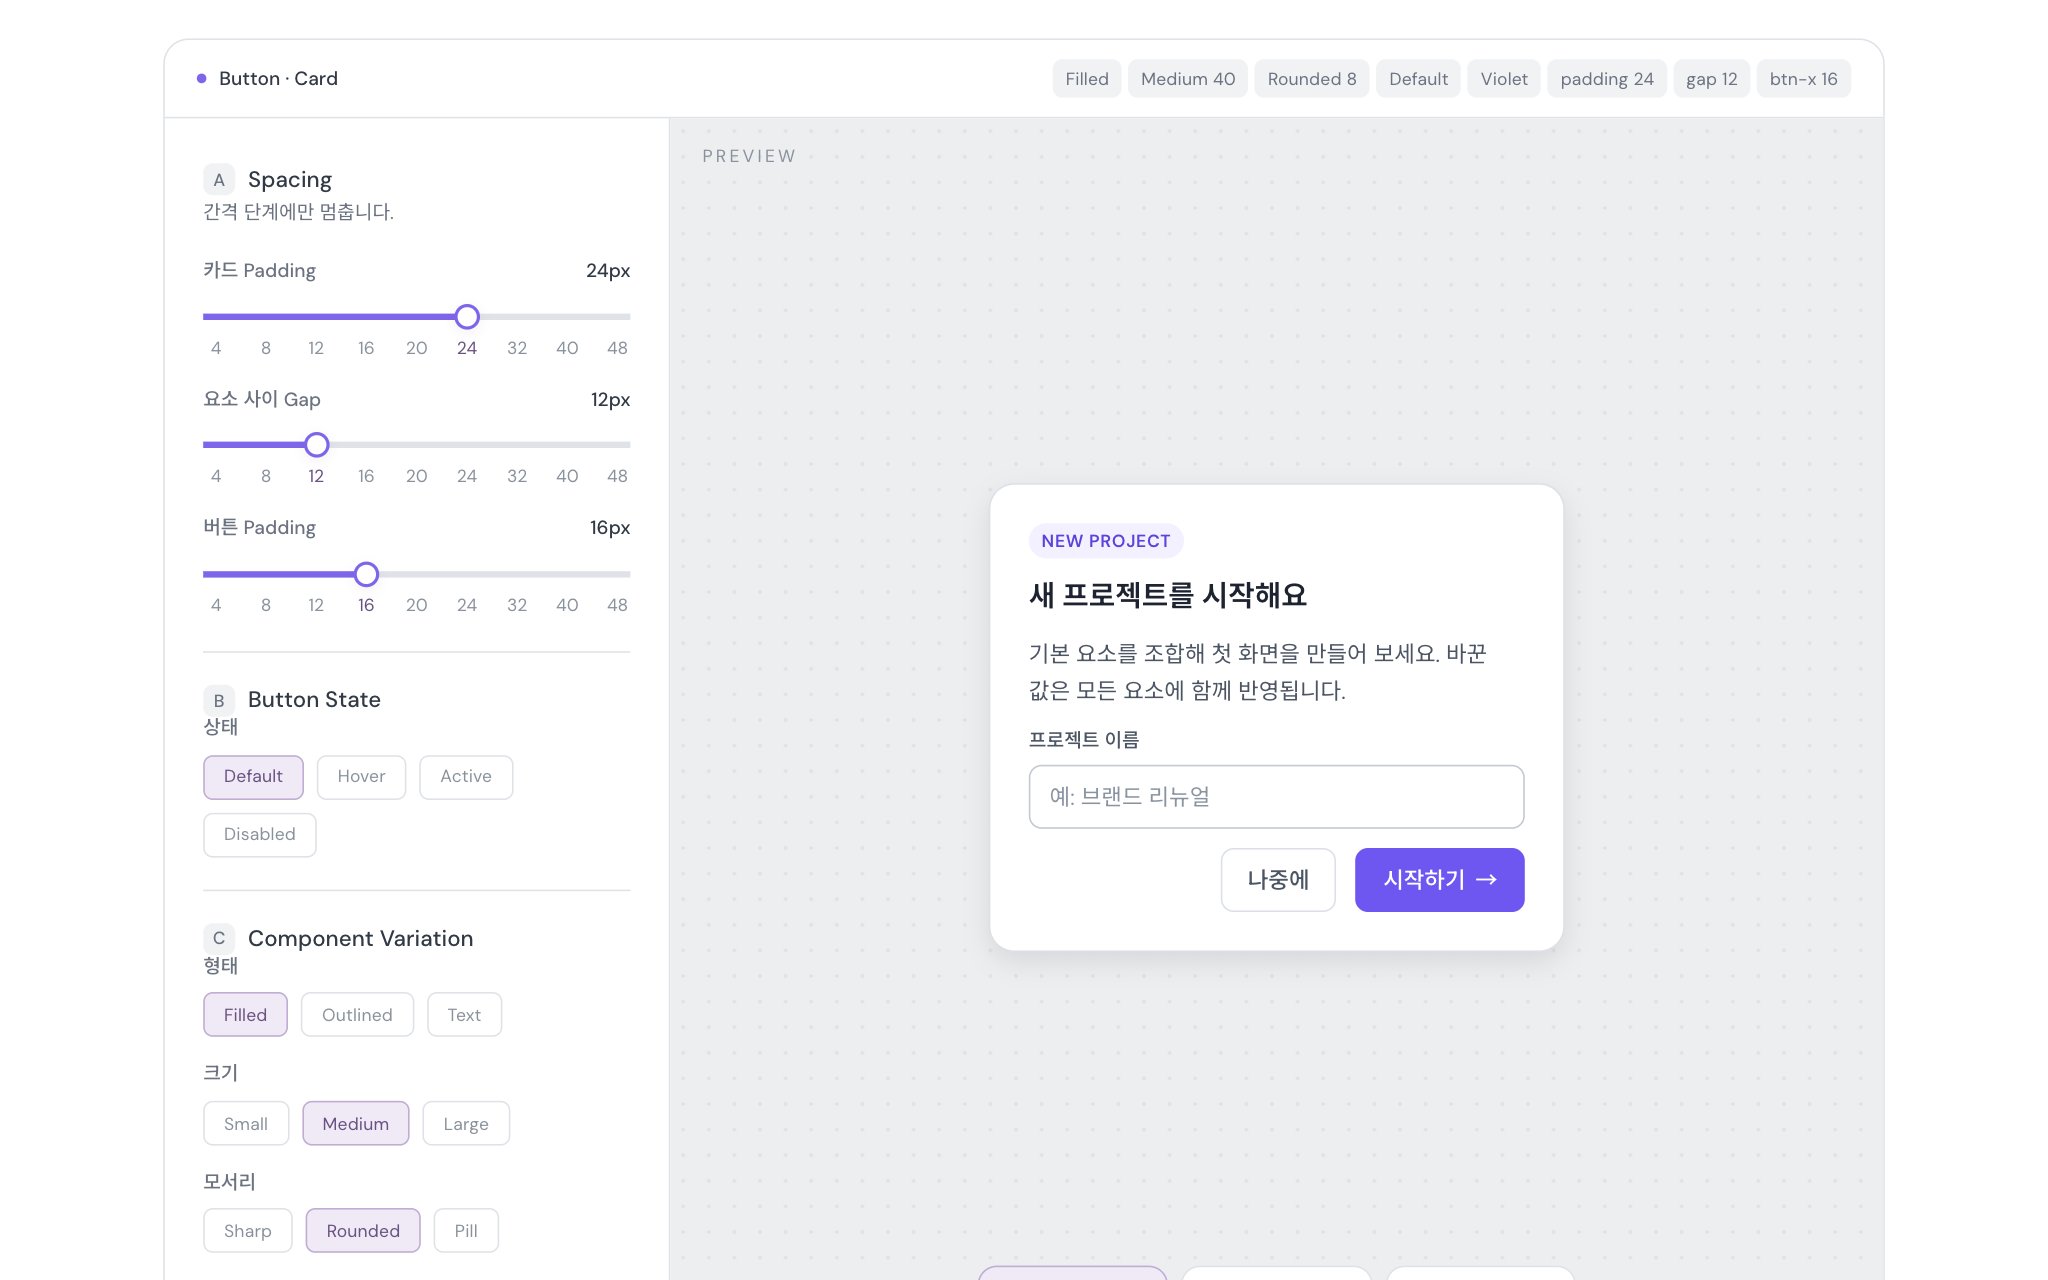 Button · Card
Filled Medium 40 Rounded 8 Default Violet padding 24 gap 12 btn-x 16
A Spacing
간격 단계에만 멈춥니다.
카드 Padding 24px
4 8 12 16 20 24 32 40 48
요소 사이 Gap 12px
4 8 12 16 20 24 32 40 48
버튼 Padding 16px
4 8 12 16 20 24 32 40 48
B Button State
상태
Default Hover Active
Disabled
C Component Variation
형태
Filled Outlined Text
크기
Small Medium Large
모서리
Sharp Rounded Pill
PREVIEW
NEW PROJECT
새 프로젝트를 시작해요
기본 요소를 조합해 첫 화면을 만들어 보세요. 바꾼
값은 모든 요소에 함께 반영됩니다.
프로젝트 이름
예: 브랜드 리뉴얼
나중에 시작하기 →